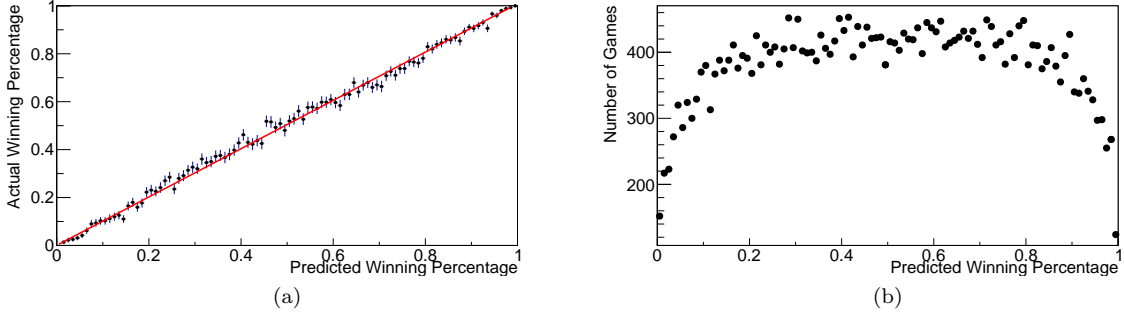 Actual Winning Percentage
1
0.8
0.6
0.4
0.2
0
0 0.2 0.4 0.6 0.8 1
Predicted Winning Percentage
(a)
Number of Games
400
300
200
0 0.2 0.4 0.6 0.8 1
Predicted Winning Percentage
(b)